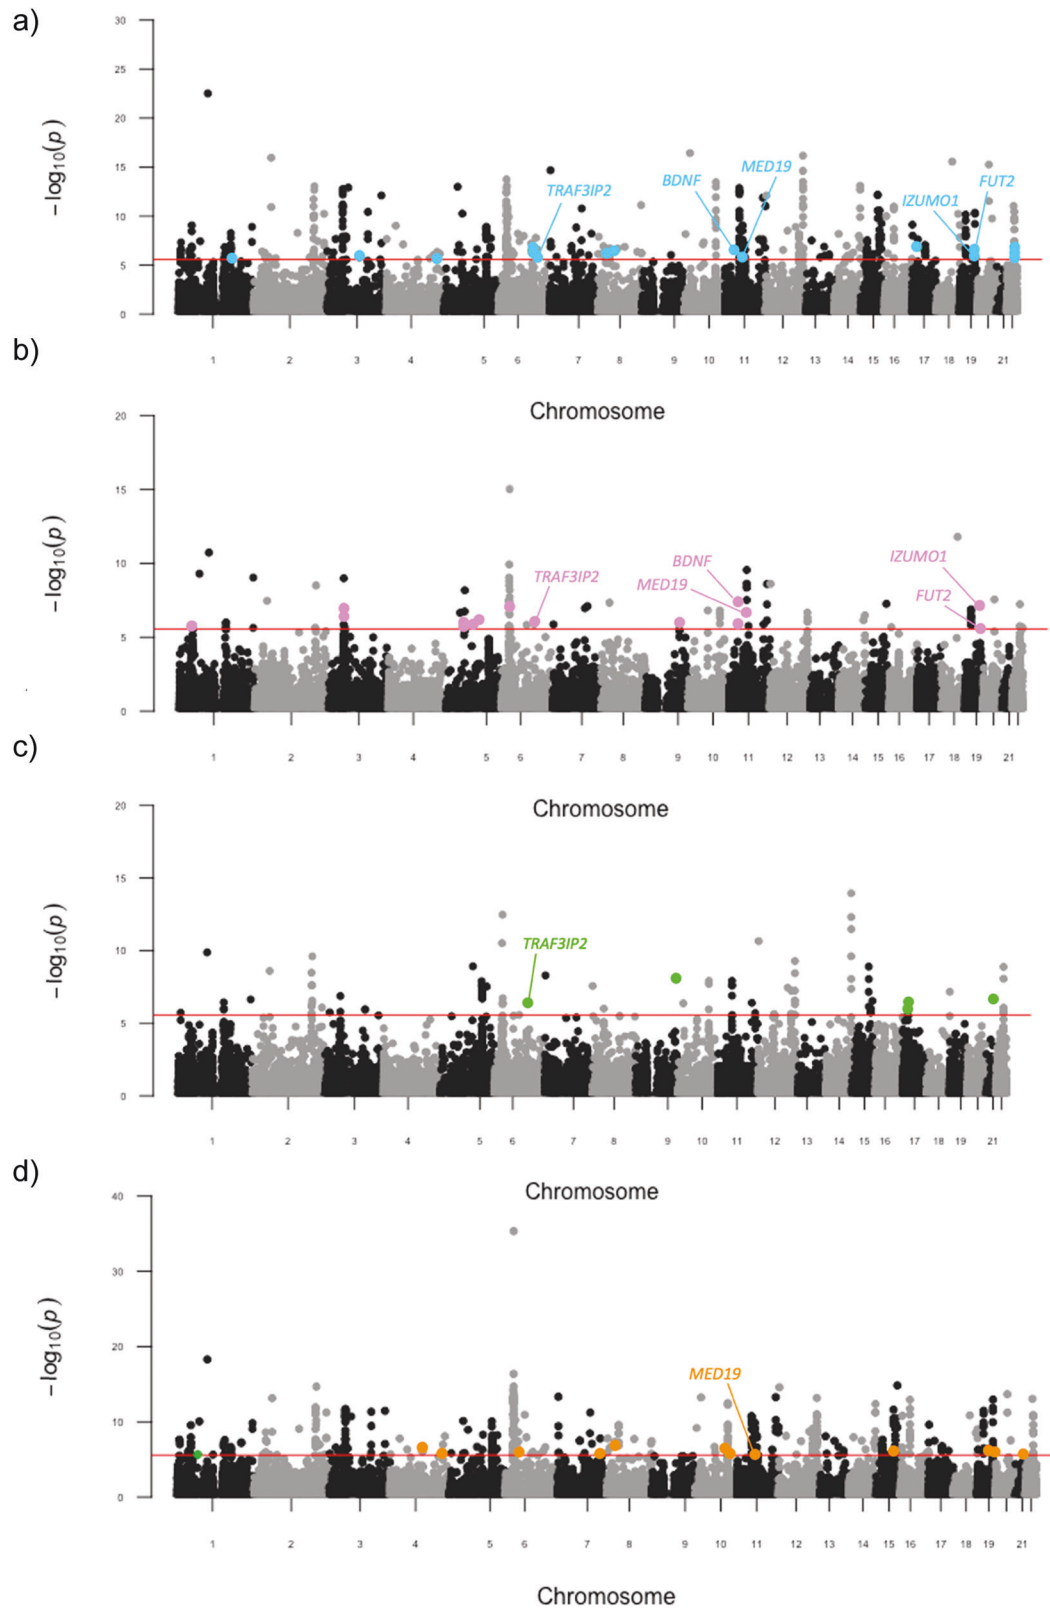 a)
30
25
20
15
10
5
0
−log10(p)
TRAF3IP2
BDNF
MED19
IZUMO1
FUT2
1 2 3 4 5 6 7 8 9 10 11 12 13 14 15 16 17 18 19 21
Chromosome
b)
20
15
10
5
0
−log10(p)
TRAF3IP2
BDNF
MED19
IZUMO1
FUT2
1 2 3 4 5 6 7 8 9 10 11 12 13 14 15 16 17 18 19 21
Chromosome
c)
20
15
10
5
0
−log10(p)
TRAF3IP2
1 2 3 4 5 6 7 8 9 10 11 12 13 14 15 16 17 18 19 21
Chromosome
d)
40
30
20
10
0
−log10(p)
MED19
1 2 3 4 5 6 7 8 9 10 11 12 13 14 15 16 18 19 21
Chromosome